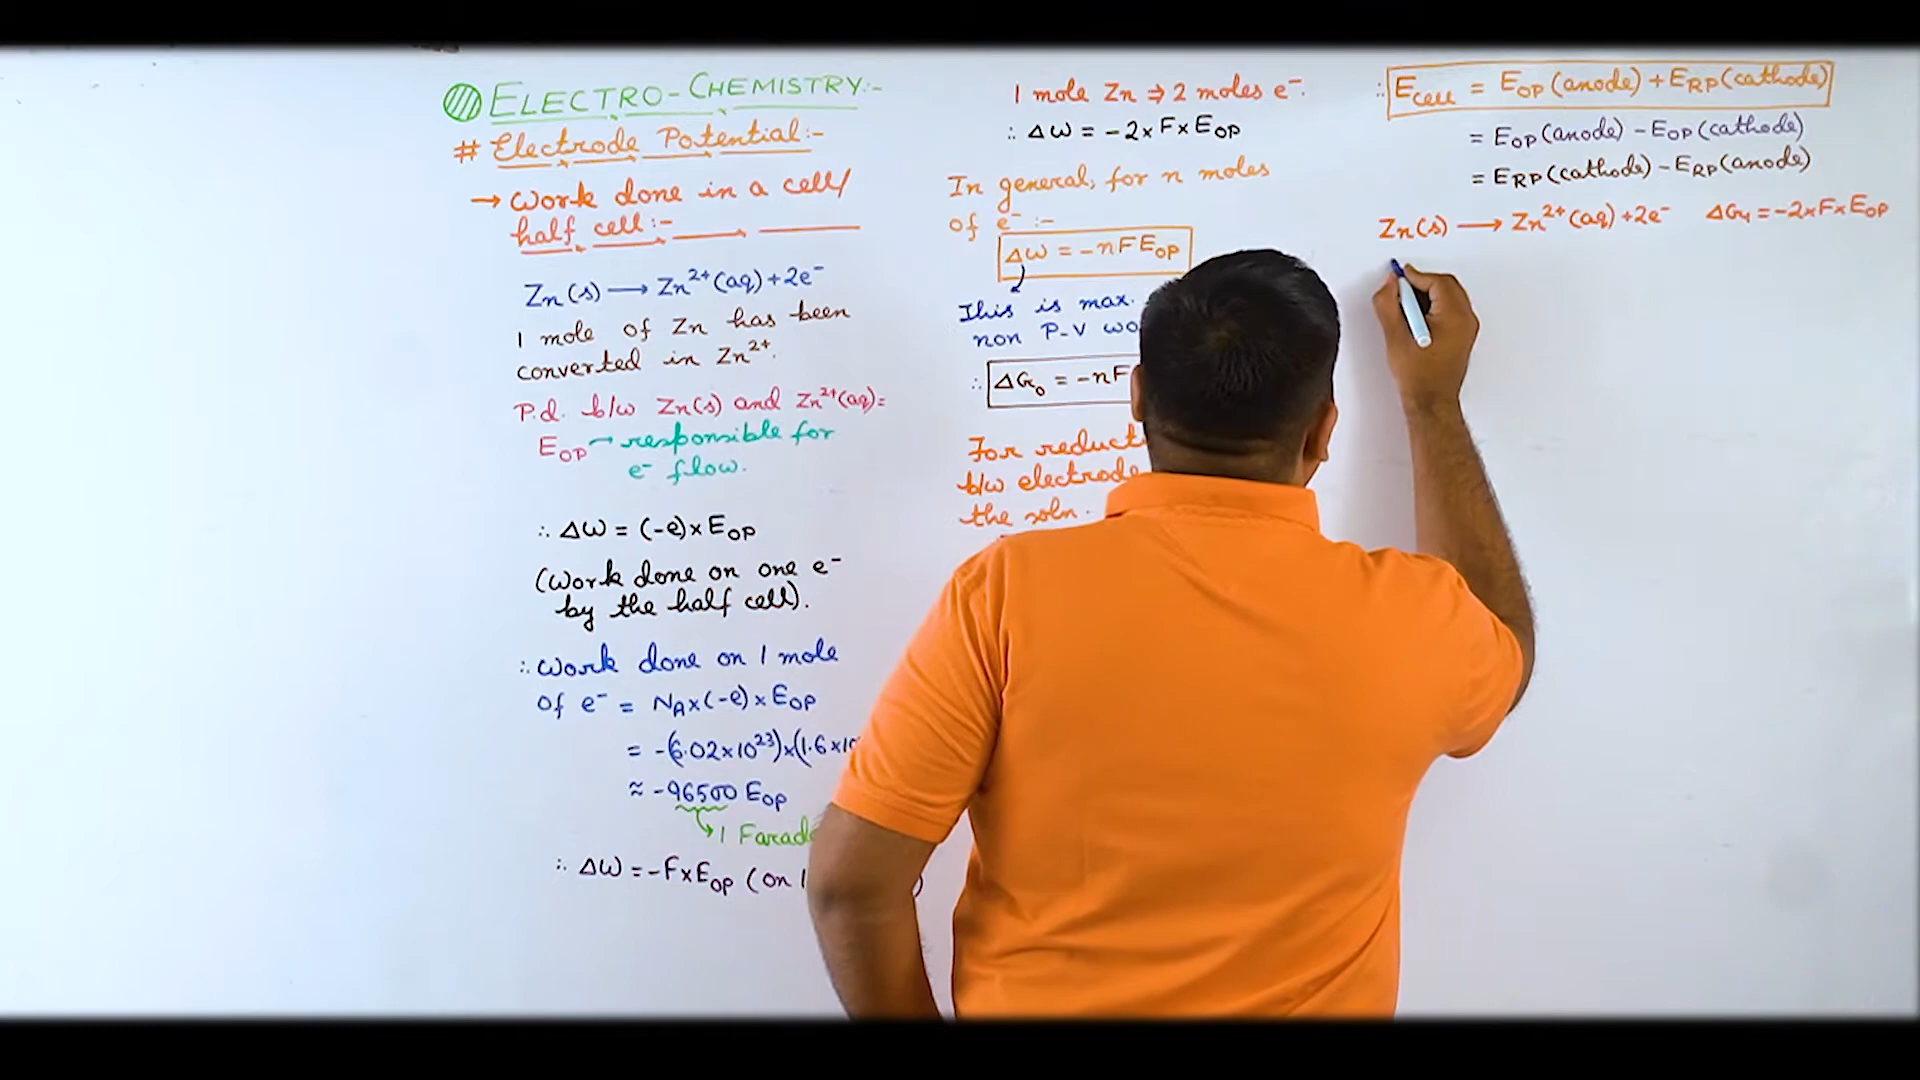 ELECTRO-CHEMISTRY:-
# Electrode Potential:-
→ Work done in a cell/
half cell:-
Zn(s) ⟶ Zn²⁺(aq)+2e⁻
1 mole of Zn has been
converted in Zn²⁺.
P.d. b/w Zn(s) and Zn²⁺(aq)=
E_OP → responsible for
e⁻ flow.
∴ ΔW = (-e)×E_OP
(Work done on one e⁻
by the half cell).
∴ Work done on 1 mole
of e⁻ = N_A×(-e)×E_OP
= -(6.02×10²³)×(1.6×10
≈ -96500 E_OP
↳ 1 Farad
∴ ΔW = -F×E_OP (on 1 )
1 mole Zn ⇒ 2 moles e⁻.
∴ ΔW = -2×F×E_OP
In general, for n moles
of e⁻:-
ΔW = -nFE_OP
This is max.
non P-V wo
∴ ΔG₀ = -nF
For reducti
b/w electrode
the soln.
∴ E_cell = E_OP(anode)+E_RP(cathode)
= E_OP(anode) - E_OP(cathode)
= E_RP(cathode) - E_RP(anode)
Zn(s) ⟶ Zn²⁺(aq)+2e⁻ ΔG₁ = -2×F×E_OP